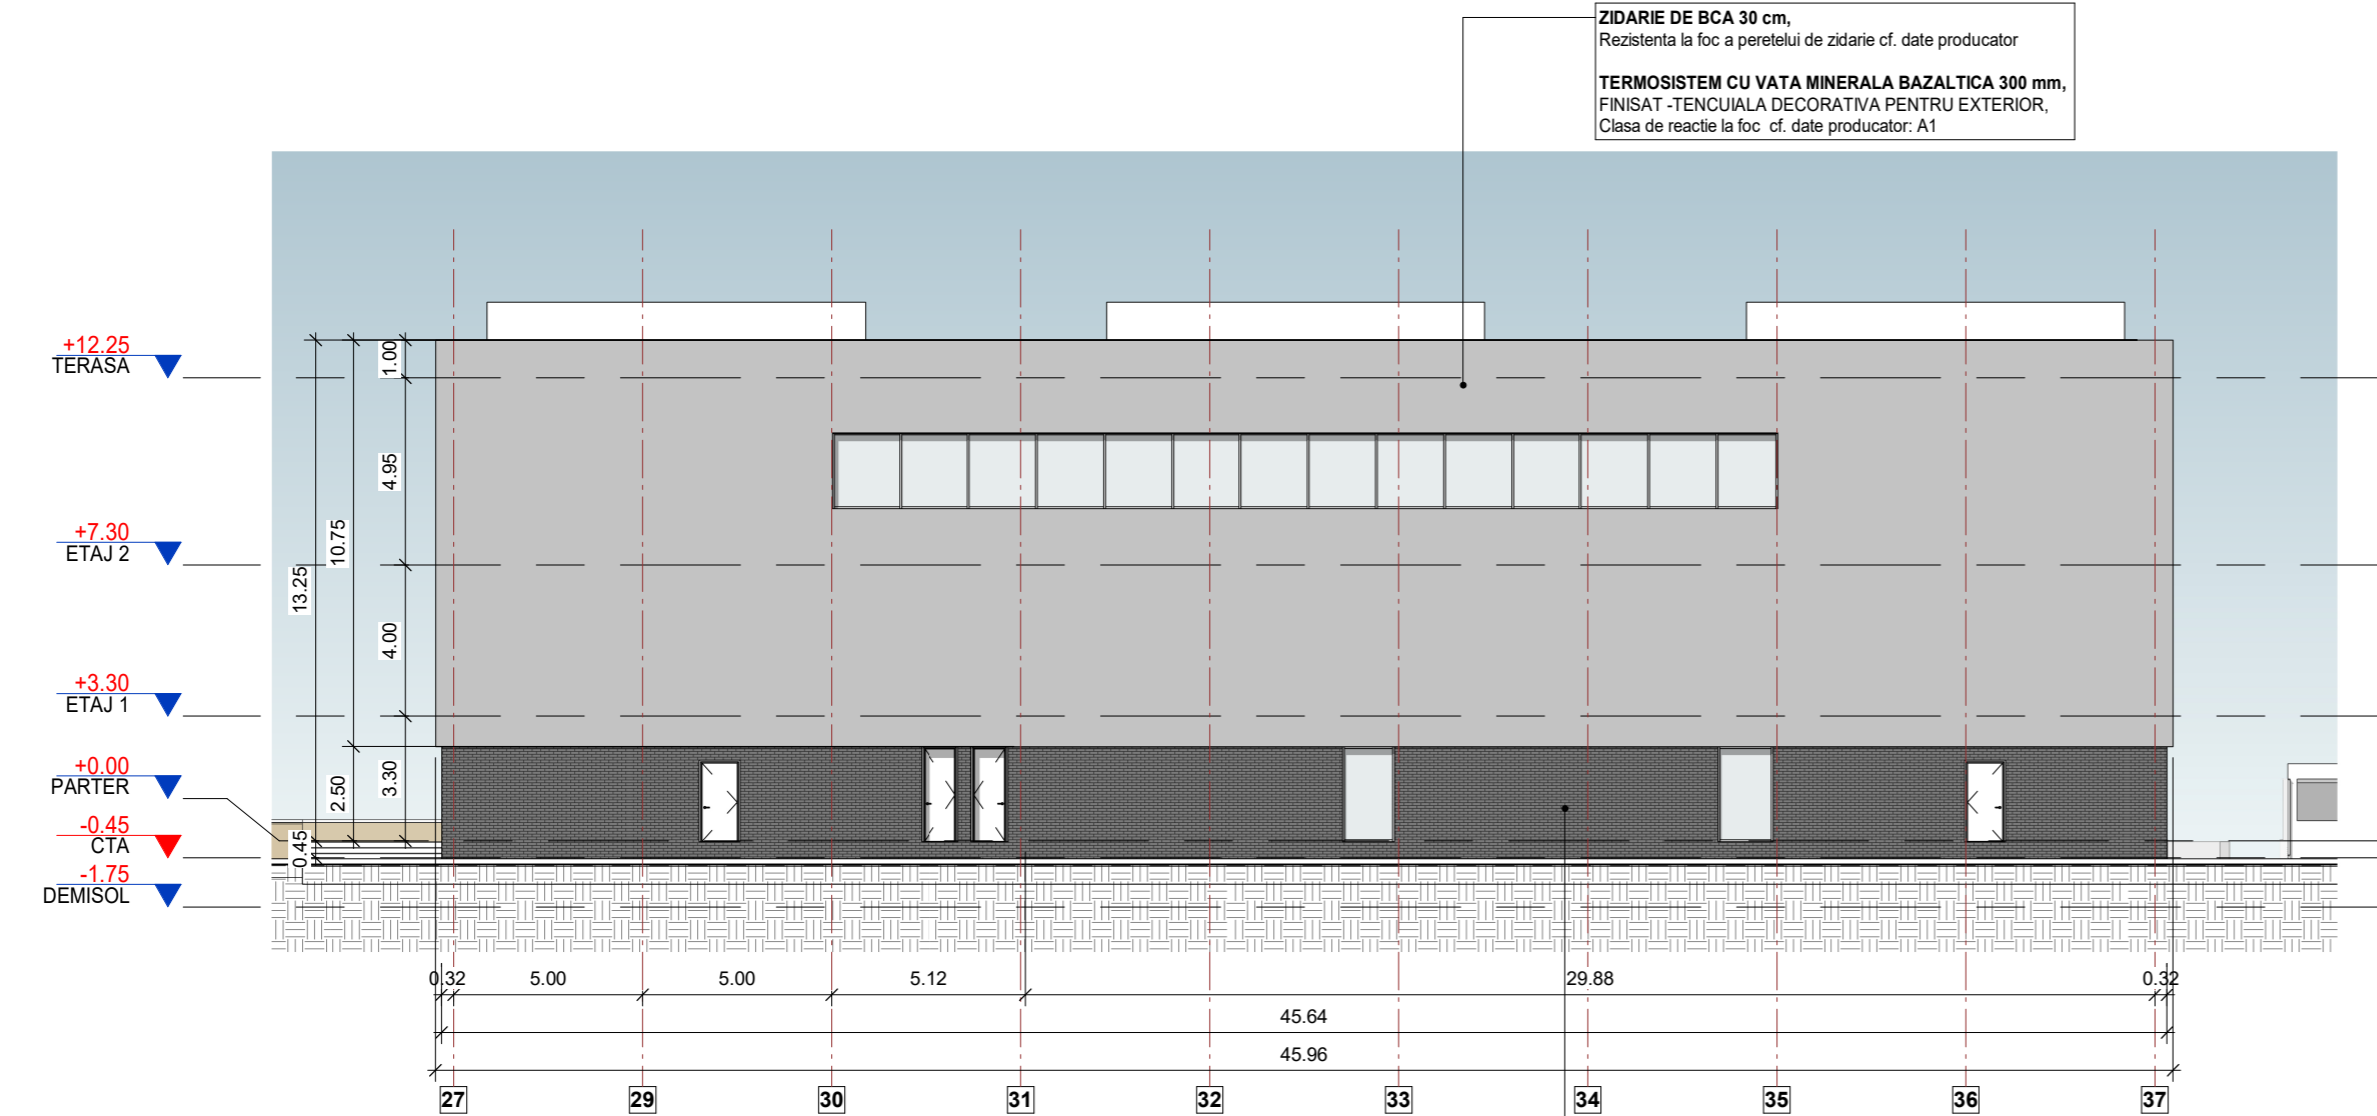 ZIDARIE DE BCA 30 cm,
Rezistenta la foc a peretelui de zidarie cf. date producator
TERMOSISTEM CU VATA MINERALA BAZALTICA 300 mm,
FINISAT -TENCUIALA DECORATIVA PENTRU EXTERIOR,
Clasa de reactie la foc cf. date producator: A1
+12.25
TERASA
1.00
4.95
+7.30
ETAJ 2
10.75
13.25
4.00
+3.30
ETAJ 1
+0.00
PARTER
2.50
3.30
-0.45
CTA
0.45
-1.75
DEMISOL
0.32
5.00
5.00
5.12
29.88
0.32
45.64
45.96
27
29
30
31
32
33
34
35
36
37